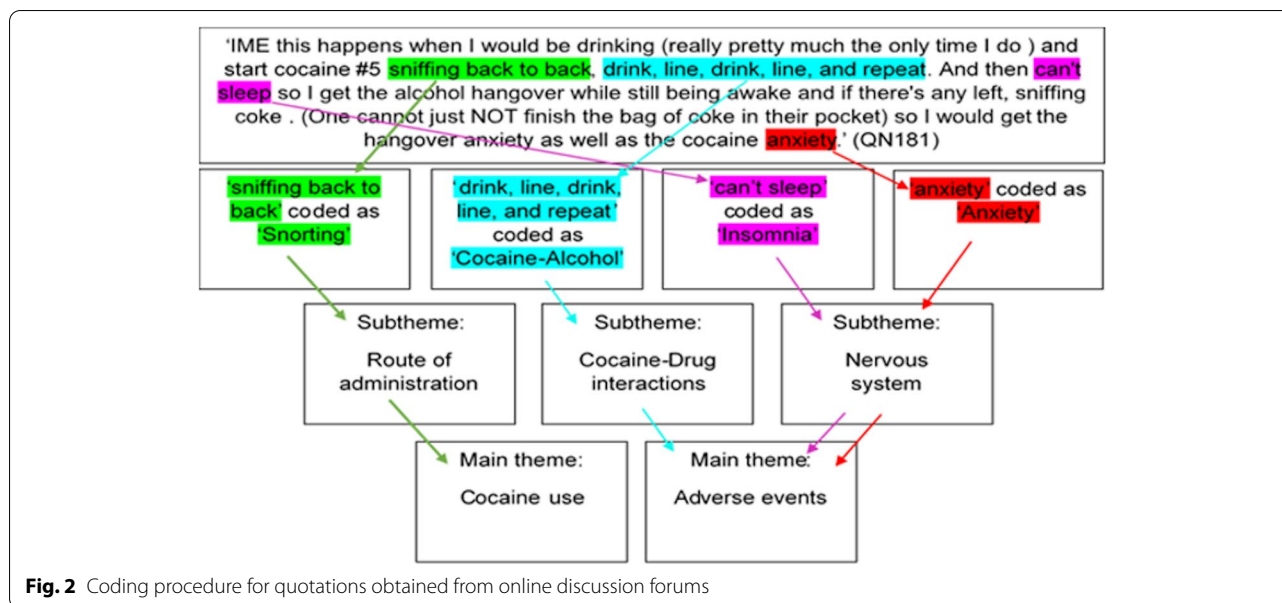 ‘IME this happens when I would be drinking (really pretty much the only time I do ) and
start cocaine #5 sniffing back to back, drink, line, drink, line, and repeat. And then can't
sleep so I get the alcohol hangover while still being awake and if there's any left, sniffing
coke . (One cannot just NOT finish the bag of coke in their pocket) so I would get the
hangover anxiety as well as the cocaine anxiety.’ (QN181)
‘sniffing back to
back’ coded as
‘Snorting’
‘drink, line, drink,
line, and repeat’
coded as
‘Cocaine-Alcohol’
‘can't sleep’
coded as
‘Insomnia’
‘anxiety’ coded as
‘Anxiety’
Subtheme:
Route of
administration
Subtheme:
Cocaine-Drug
interactions
Subtheme:
Nervous
system
Main theme:
Cocaine use
Main theme:
Adverse events
Fig. 2 Coding procedure for quotations obtained from online discussion forums